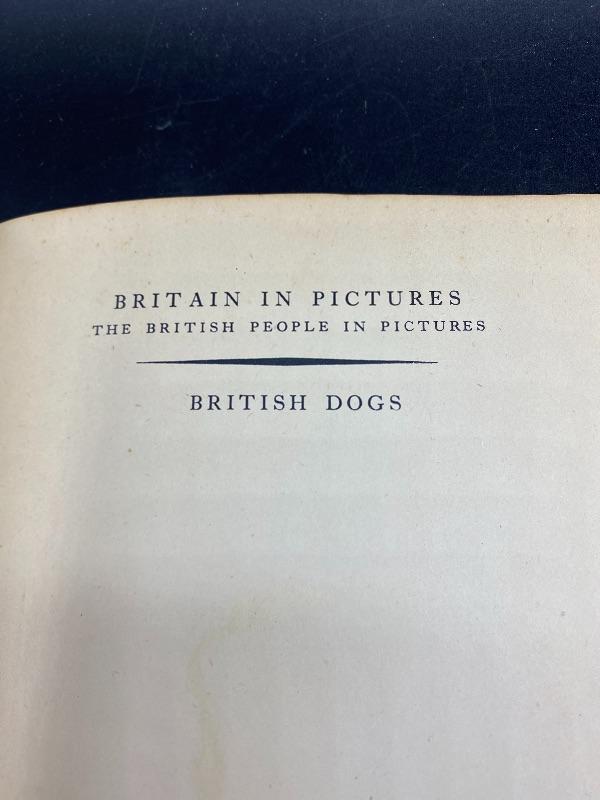 BRITAIN IN PICTURES
THE BRITISH PEOPLE IN PICTURES
BRITISH DOGS